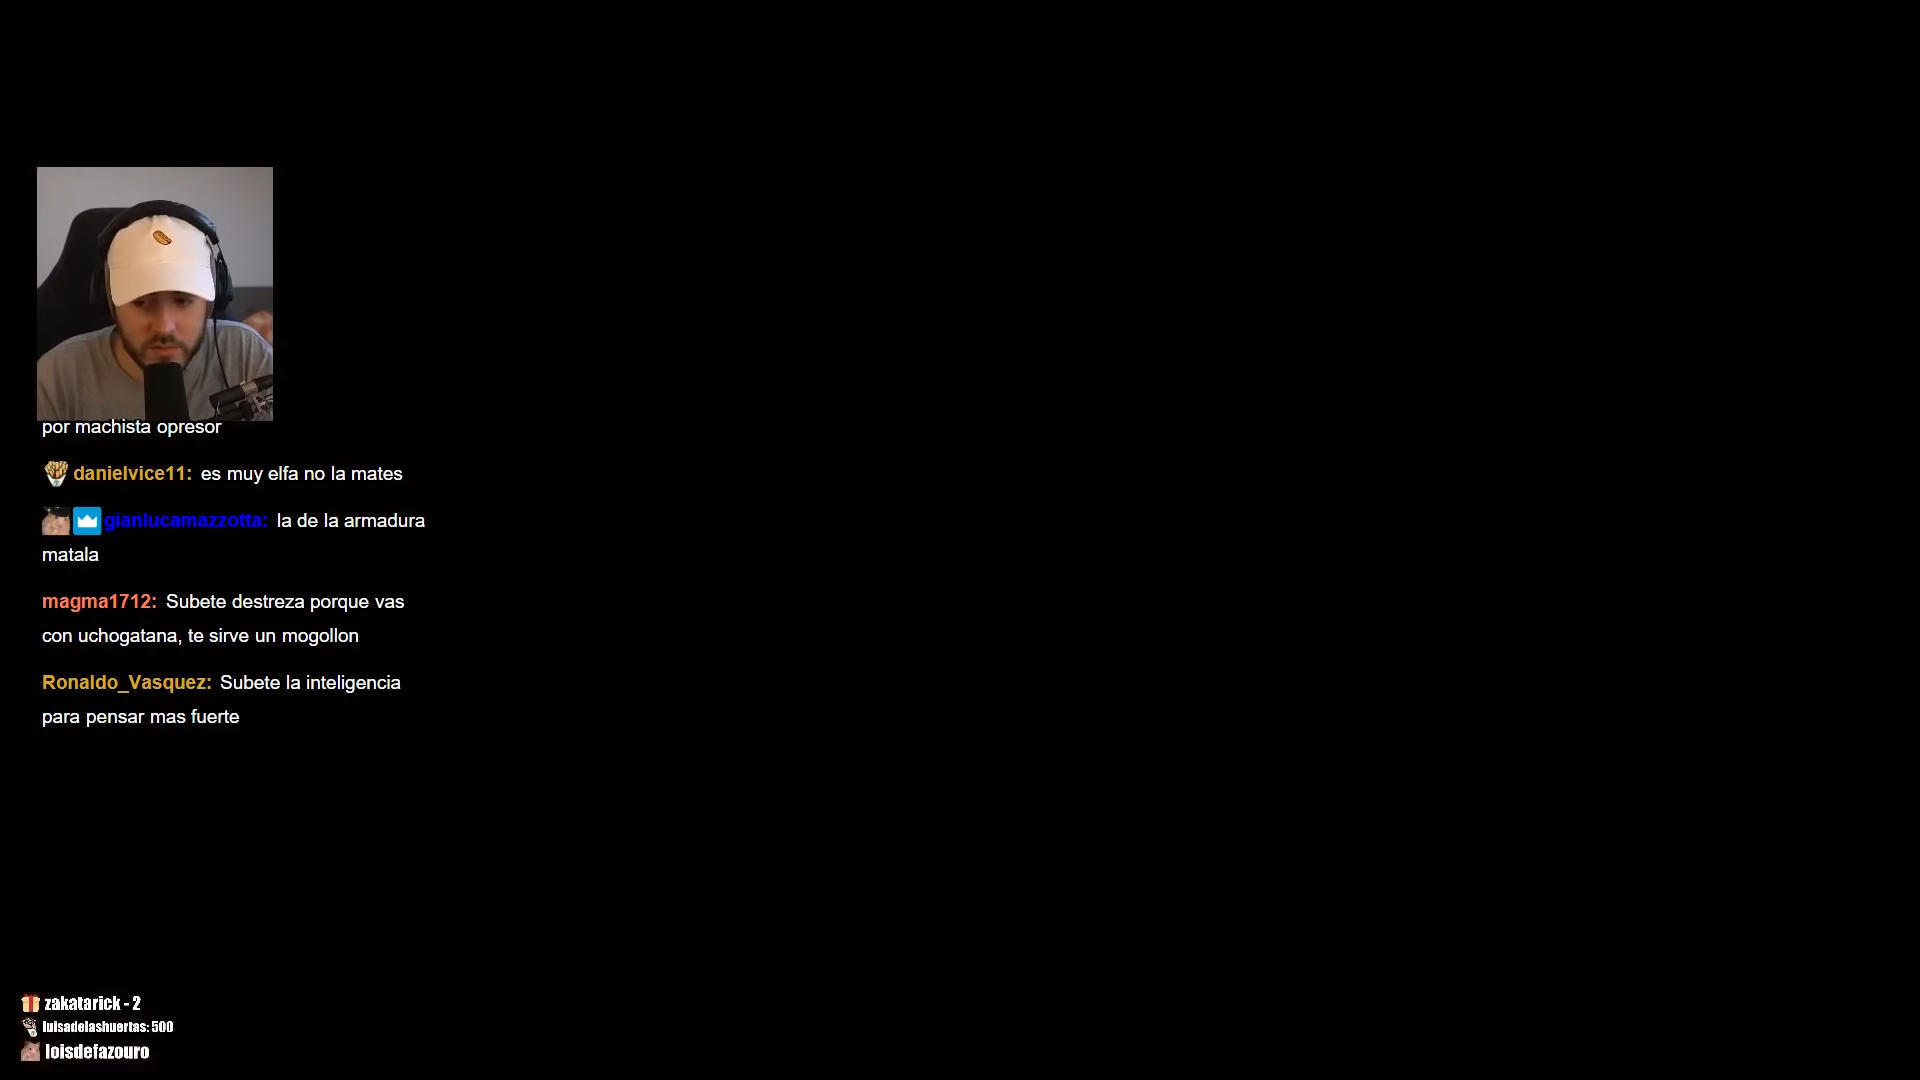 por machista opresor
danielvice11: es muy elfa no la mates
gianlucamazzotta: la de la armadura
matala
magma1712: Subete destreza porque vas
con uchogatana, te sirve un mogollon
Ronaldo_Vasquez: Subete la inteligencia
para pensar mas fuerte
zakatarick - 2
luisadelashuertas: 500
loisdefazouro